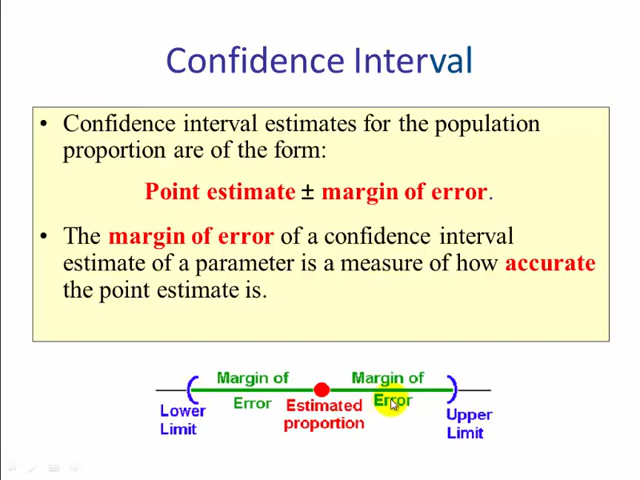 Confidence Interval
• Confidence interval estimates for the population
proportion are of the form:
Point estimate ± margin of error.
• The margin of error of a confidence interval
estimate of a parameter is a measure of how accurate
the point estimate is.
Margin of Margin of
Error Error
Lower Estimated Upper
Limit proportion Limit